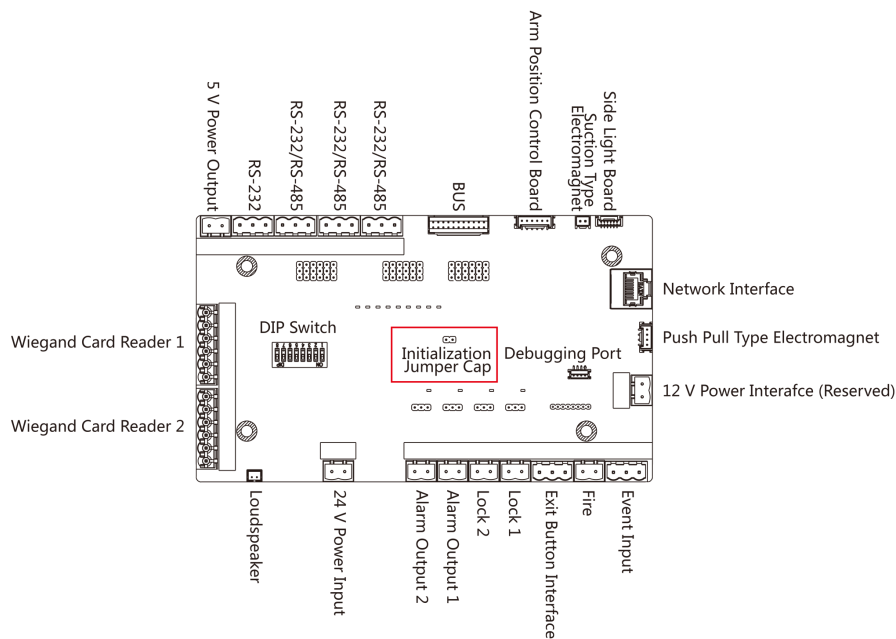 5 V Power Output
RS-232
RS-232/RS-485
RS-232/RS-485
RS-232/RS-485
BUS
Arm Position Control Board
Suction Type
Electromagnet
Side Light Board
Network Interface
Push Pull Type Electromagnet
12 V Power Interafce (Reserved)
Wiegand Card Reader 1
Wiegand Card Reader 2
DIP Switch
Initialization
Jumper Cap
Debugging Port
Loudspeaker
24 V Power Input
Alarm Output 2
Alarm Output 1
Lock 2
Lock 1
Exit Button Interface
Fire
Event Input